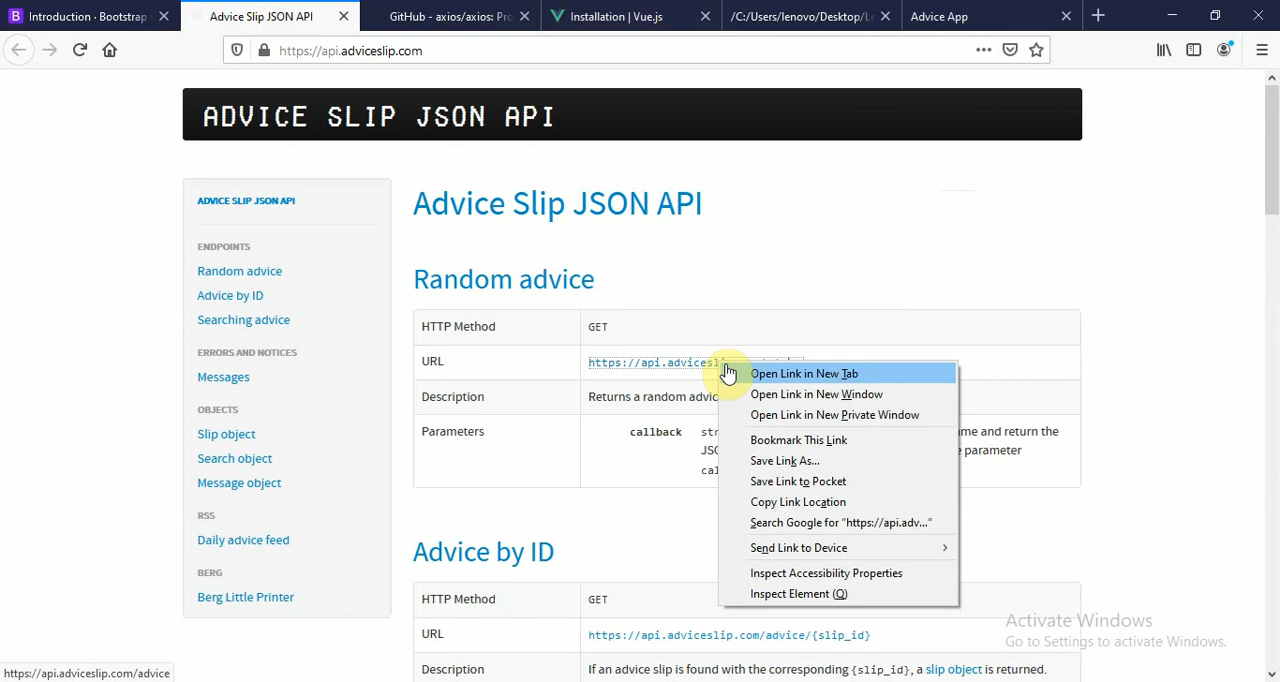 Introduction · Bootstrap
Advice Slip JSON API
GitHub - axios/axios: Pro
Installation | Vue.js
/C:/Users/lenovo/Desktop/L
Advice App
https://api.adviceslip.com
ADVICE SLIP JSON API
ADVICE SLIP JSON API
ENDPOINTS
Random advice
Advice by ID
Searching advice
ERRORS AND NOTICES
Messages
OBJECTS
Slip object
Search object
Message object
RSS
Daily advice feed
BERG
Berg Little Printer
Advice Slip JSON API
Random advice
HTTP Method GET
URL https://api.advices
Description Returns a random advic
Parameters callback str me and return the
JSO parameter
cal
Open Link in New Tab
Open Link in New Window
Open Link in New Private Window
Bookmark This Link
Save Link As...
Save Link to Pocket
Copy Link Location
Search Google for "https://api.adv..."
Send Link to Device
Inspect Accessibility Properties
Inspect Element (Q)
Advice by ID
HTTP Method GET
URL https://api.adviceslip.com/advice/{slip_id}
Description If an advice slip is found with the corresponding {slip_id}, a slip object is returned.
Activate Windows
Go to Settings to activate Windows.
https://api.adviceslip.com/advice